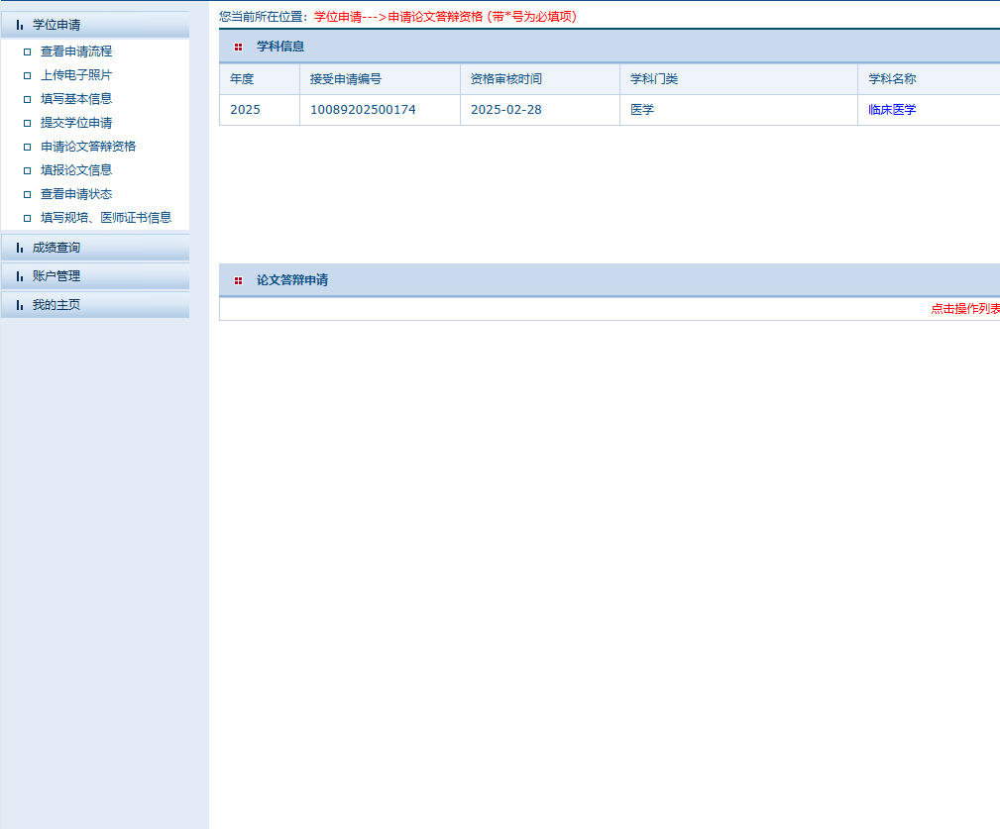 学位申请
查看申请流程
上传电子照片
填写基本信息
提交学位申请
申请论文答辩资格
填报论文信息
查看申请状态
填写规培、医师证书信息
成绩查询
账户管理
我的主页
您当前所在位置：学位申请--->申请论文答辩资格 (带*号为必填项)
学科信息
年度 接受申请编号 资格审核时间 学科门类 学科名称
2025 10089202500174 2025-02-28 医学 临床医学
论文答辩申请
点击操作列表